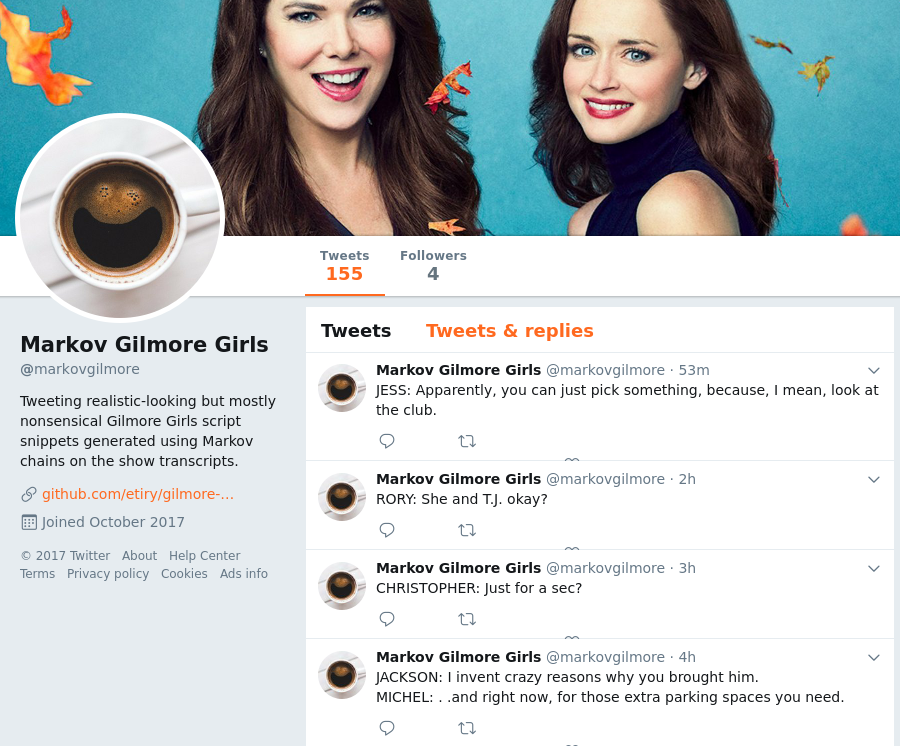 Tweets
155
Followers
4
Markov Gilmore Girls
@markovgilmore
Tweeting realistic-looking but mostly
nonsensical Gilmore Girls script
snippets generated using Markov
chains on the show transcripts.
github.com/etiry/gilmore-...
Joined October 2017
© 2017 Twitter About Help Center
Terms Privacy policy Cookies Ads info
Tweets Tweets & replies
Markov Gilmore Girls @markovgilmore · 53m
JESS: Apparently, you can just pick something, because, I mean, look at
the club.
Markov Gilmore Girls @markovgilmore · 2h
RORY: She and T.J. okay?
Markov Gilmore Girls @markovgilmore · 3h
CHRISTOPHER: Just for a sec?
Markov Gilmore Girls @markovgilmore · 4h
JACKSON: I invent crazy reasons why you brought him.
MICHEL: . .and right now, for those extra parking spaces you need.